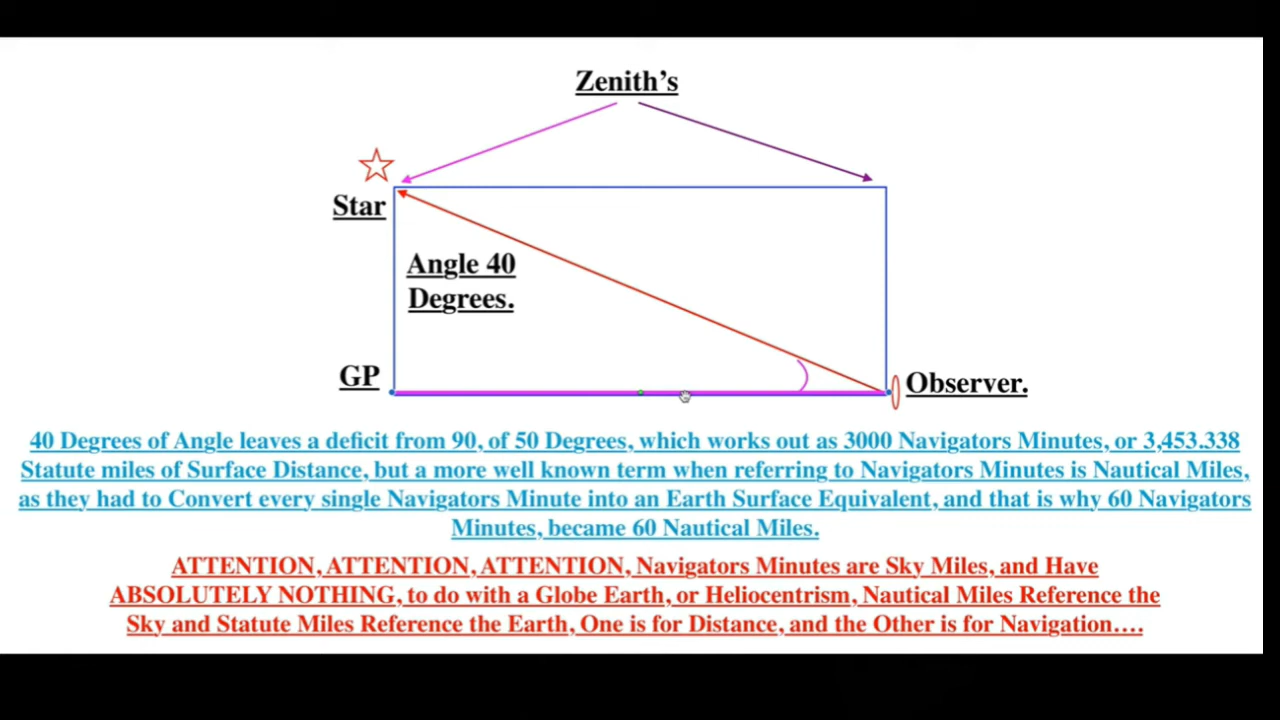 Zenith's
Star
Angle 40
Degrees.
GP
Observer.
40 Degrees of Angle leaves a deficit from 90, of 50 Degrees, which works out as 3000 Navigators Minutes, or 3,453.338
Statute miles of Surface Distance, but a more well known term when referring to Navigators Minutes is Nautical Miles,
as they had to Convert every single Navigators Minute into an Earth Surface Equivalent, and that is why 60 Navigators
Minutes, became 60 Nautical Miles.
ATTENTION, ATTENTION, ATTENTION, Navigators Minutes are Sky Miles, and Have
ABSOLUTELY NOTHING, to do with a Globe Earth, or Heliocentrism, Nautical Miles Reference the
Sky and Statute Miles Reference the Earth, One is for Distance, and the Other is for Navigation....